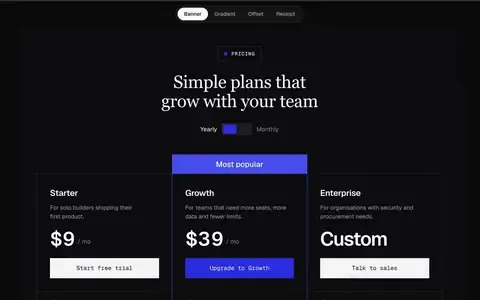 Banner Gradient Offset Receipt
PRICING
Simple plans that
grow with your team
Yearly Monthly
Most popular
Starter
For solo builders shipping their
first product.
$9 / mo
Start free trial
Growth
For teams that need more seats, more
data and fewer limits.
$39 / mo
Upgrade to Growth
Enterprise
For organisations with security and
procurement needs.
Custom
Talk to sales